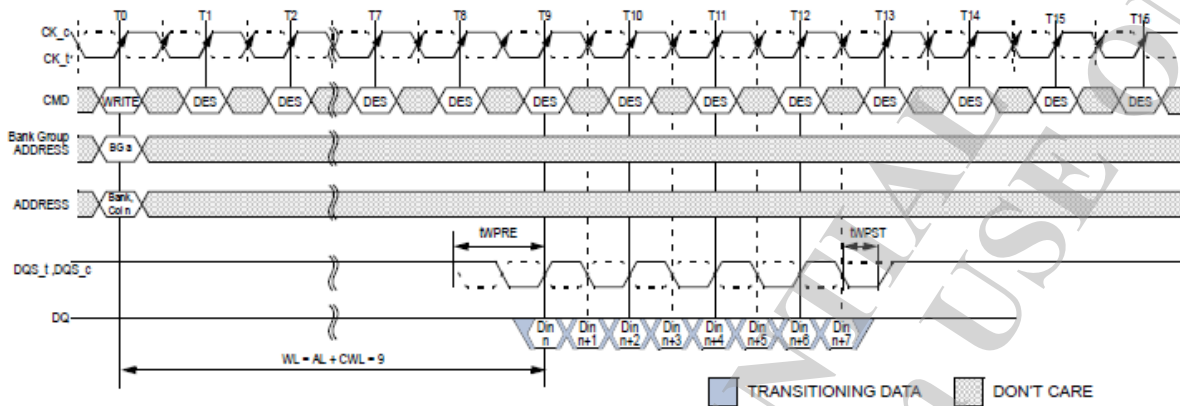 T0 T1 T2 T7 T8 T9 T10 T11 T12 T13 T14 T15 T16
CK_c
CK_t
CMD WRITE DES DES DES DES DES DES DES DES DES DES DES DES
Bank Group
ADDRESS
BG a
ADDRESS
Bank,
Col n
tWPRE tWPST
DQS_t ,DQS_c
DQ
Din Din Din Din Din Din Din Din
n n+1 n+2 n+3 n+4 n+5 n+6 n+7
WL = AL + CWL = 9
TRANSITIONING DATA DON'T CARE
NTIAL
USE O